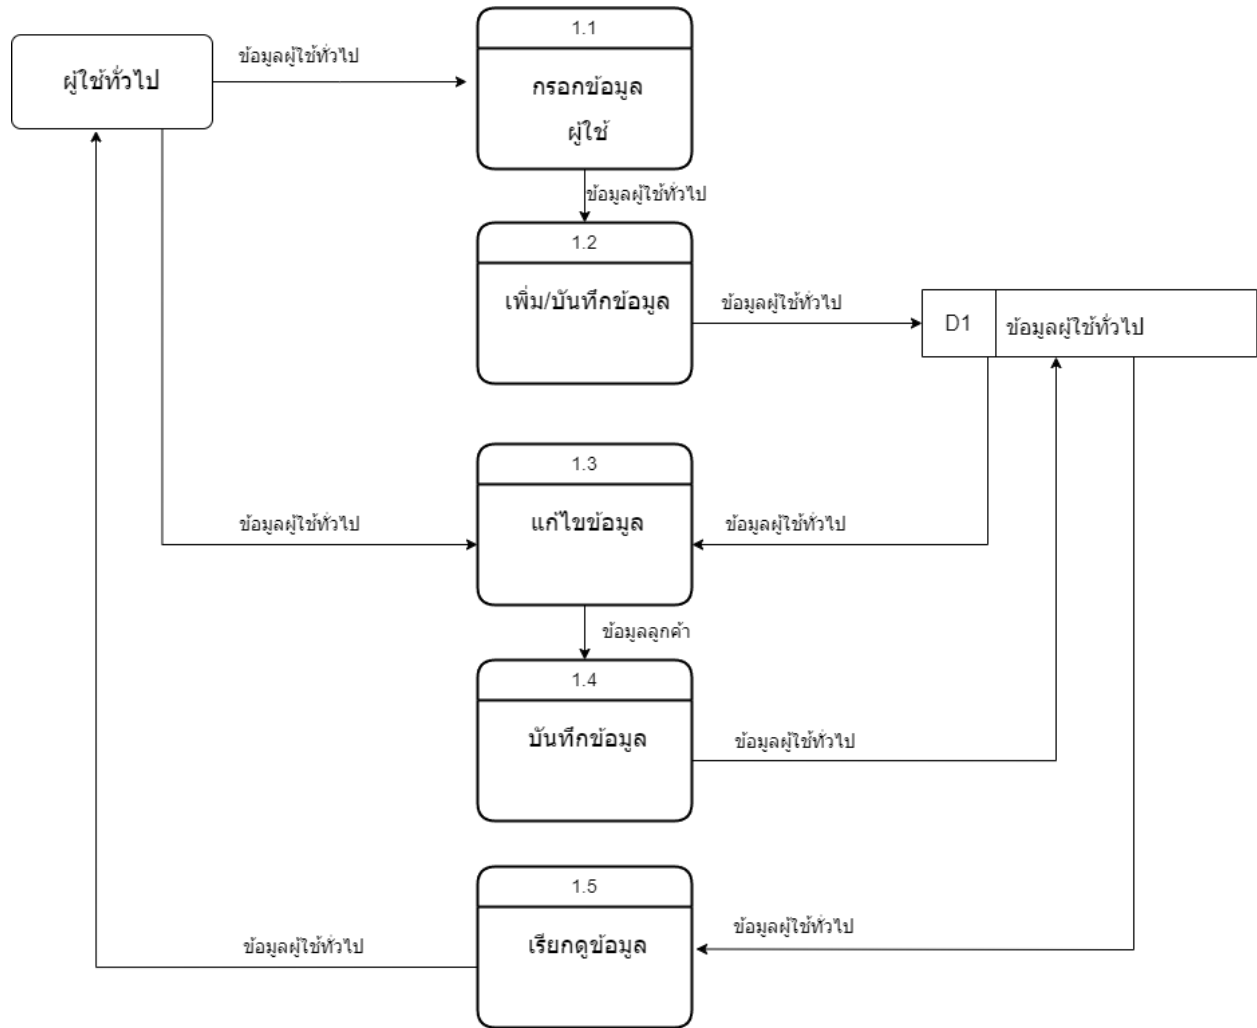 1.1
ข้อมูลผู้ใช้ทั่วไป
ผู้ใช้ทั่วไป
กรอกข้อมูล
ผู้ใช้
ข้อมูลผู้ใช้ทั่วไป
1.2
เพิ่ม/บันทึกข้อมูล
ข้อมูลผู้ใช้ทั่วไป
D1
ข้อมูลผู้ใช้ทั่วไป
1.3
แก้ไขข้อมูล
ข้อมูลผู้ใช้ทั่วไป
ข้อมูลผู้ใช้ทั่วไป
ข้อมูลลูกค้า
1.4
บันทึกข้อมูล
ข้อมูลผู้ใช้ทั่วไป
1.5
ข้อมูลผู้ใช้ทั่วไป
เรียกดูข้อมูล
ข้อมูลผู้ใช้ทั่วไป